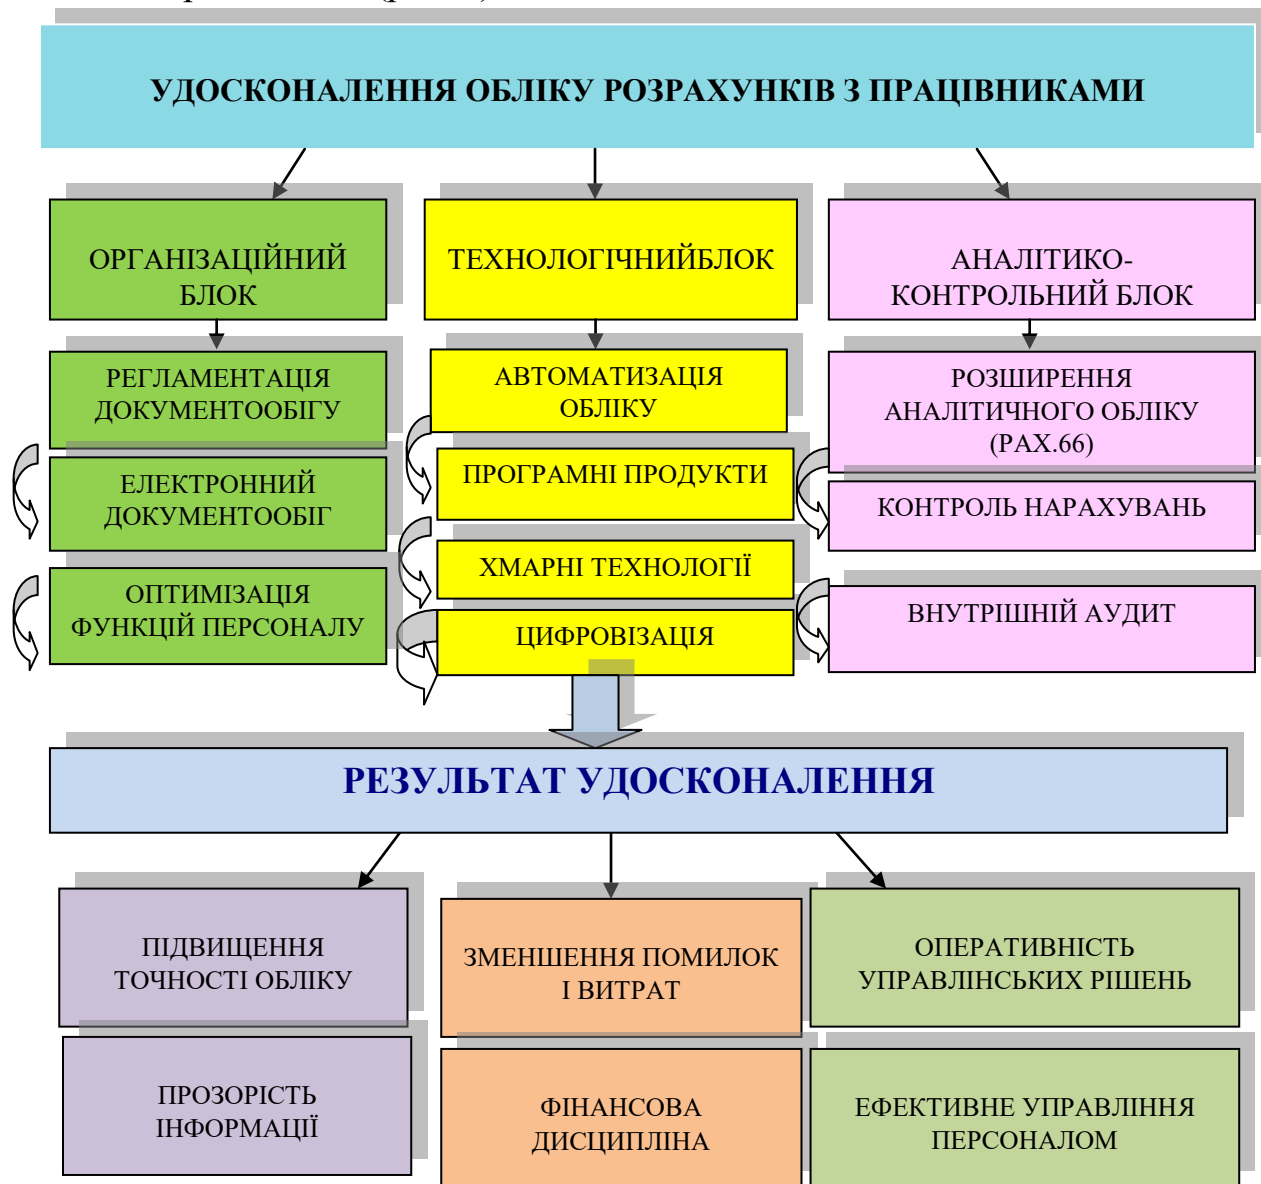 УДОСКОНАЛЕННЯ ОБЛІКУ РОЗРАХУНКІВ З ПРАЦІВНИКАМИ
ОРГАНІЗАЦІЙНИЙ
БЛОК
ТЕХНОЛОГІЧНИЙБЛОК
АНАЛІТИКО-
КОНТРОЛЬНИЙ БЛОК
РЕГЛАМЕНТАЦІЯ
ДОКУМЕНТООБІГУ
ЕЛЕКТРОННИЙ
ДОКУМЕНТООБІГ
ОПТИМІЗАЦІЯ
ФУНКЦІЙ ПЕРСОНАЛУ
АВТОМАТИЗАЦІЯ
ОБЛІКУ
ПРОГРАМНІ ПРОДУКТИ
ХМАРНІ ТЕХНОЛОГІЇ
ЦИФРОВІЗАЦІЯ
РОЗШИРЕННЯ
АНАЛІТИЧНОГО ОБЛІКУ
(РАХ.66)
КОНТРОЛЬ НАРАХУВАНЬ
ВНУТРІШНІЙ АУДИТ
РЕЗУЛЬТАТ УДОСКОНАЛЕННЯ
ПІДВИЩЕННЯ
ТОЧНОСТІ ОБЛІКУ
ЗМЕНШЕННЯ ПОМИЛОК
І ВИТРАТ
ОПЕРАТИВНІСТЬ
УПРАВЛІНСЬКИХ РІШЕНЬ
ПРОЗОРІСТЬ
ІНФОРМАЦІЇ
ФІНАНСОВА
ДИСЦИПЛІНА
ЕФЕКТИВНЕ УПРАВЛІННЯ
ПЕРСОНАЛОМ